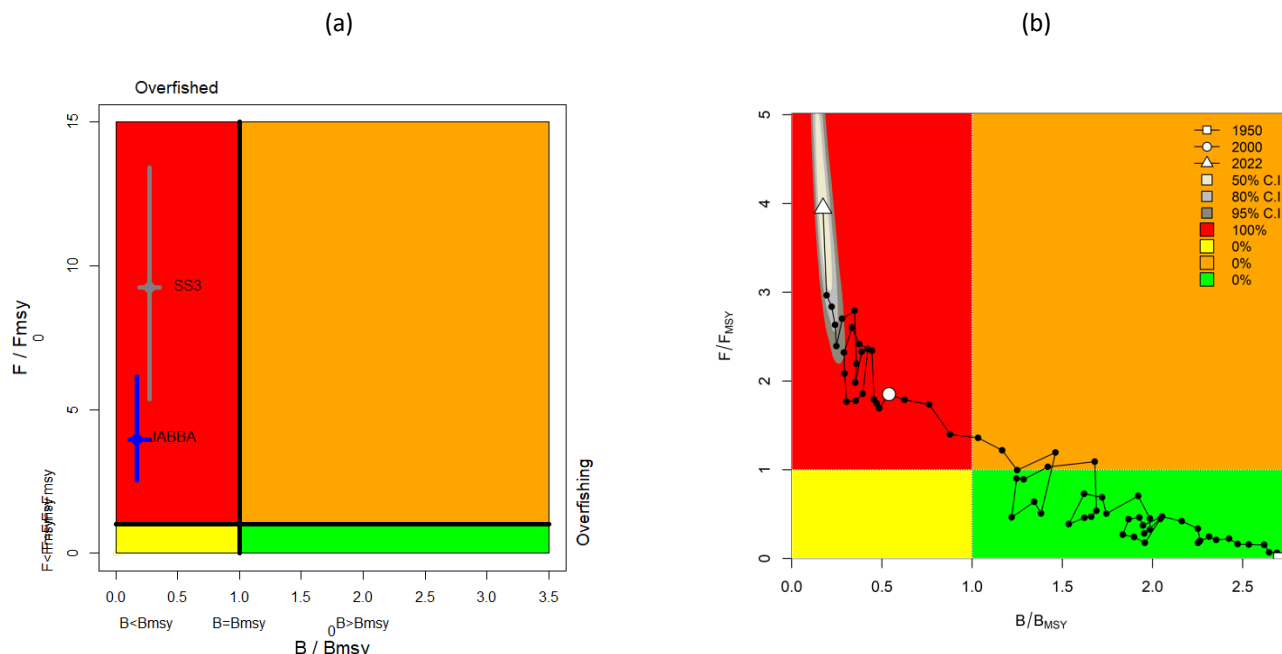 (a)
Overfished
15
10
5
0
F / Fmsy
0
SS3
JABBA
Overfishing
0.0 0.5 1.0 1.5 2.0 2.5 3.0 3.5
B<Bmsy B=Bmsy 0 B>Bmsy
B / Bmsy
(b)
5
4
3
2
1
0
F/FMSY
1950
2000
2022
50% C.I
80% C.I
95% C.I
100%
0%
0%
0%
0.0 0.5 1.0 1.5 2.0 2.5
B/BMSY